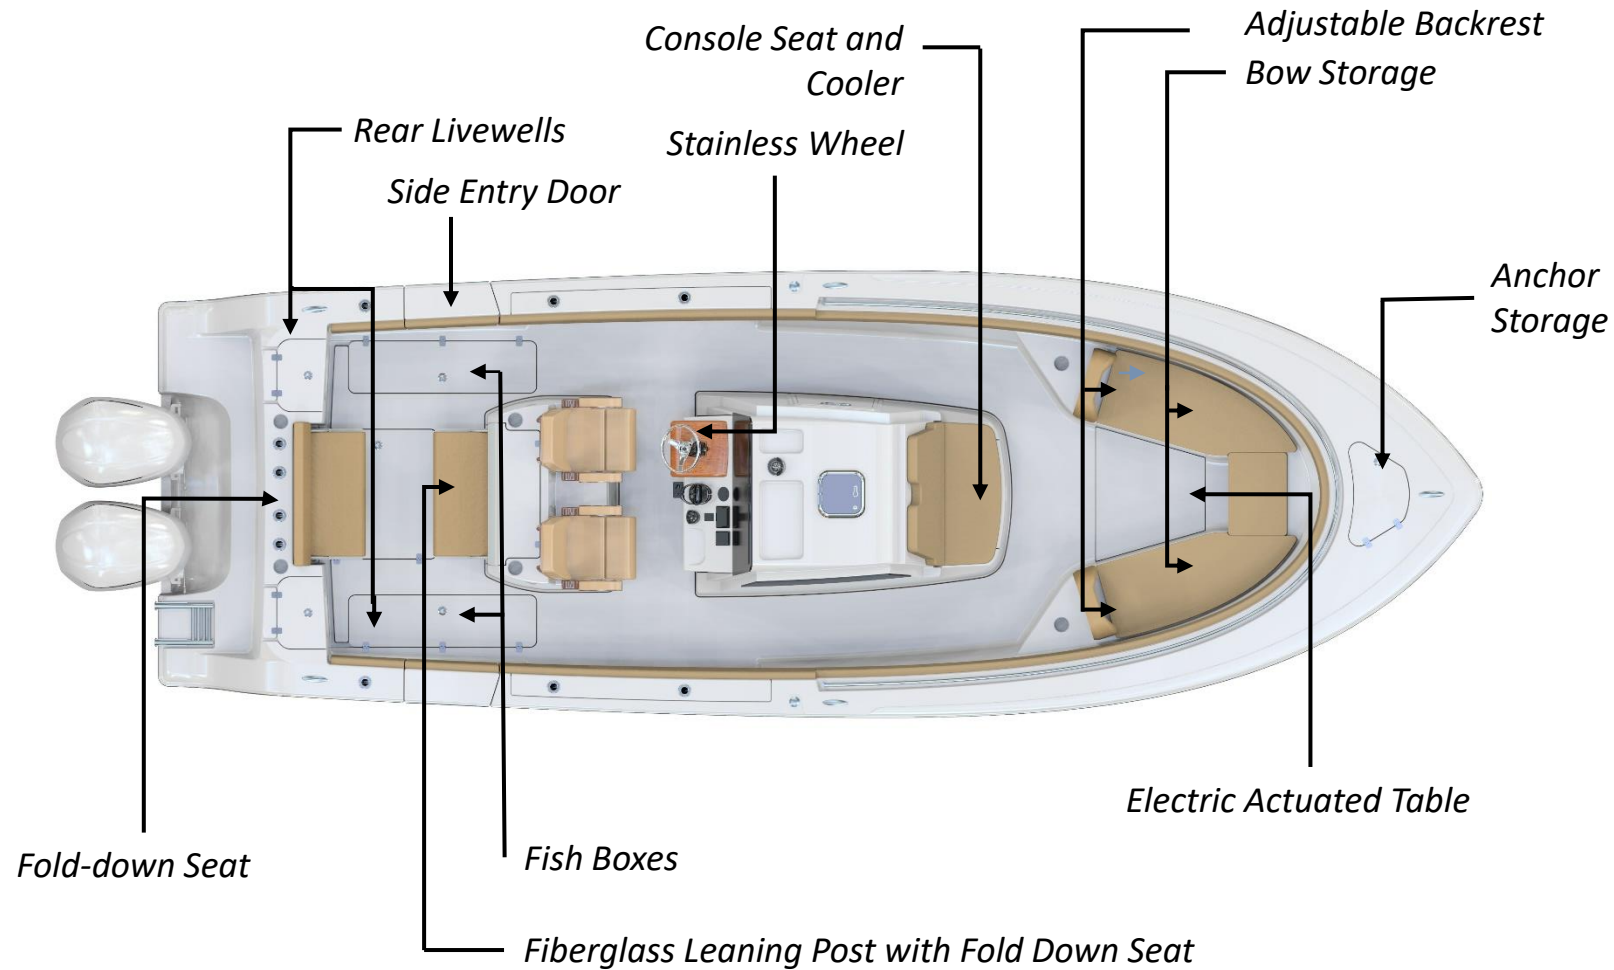 Adjustable Backrest
Console Seat and
Cooler
Bow Storage
Rear Livewells
Stainless Wheel
Side Entry Door
Anchor
Storage
Electric Actuated Table
Fold-down Seat
Fish Boxes
Fiberglass Leaning Post with Fold Down Seat